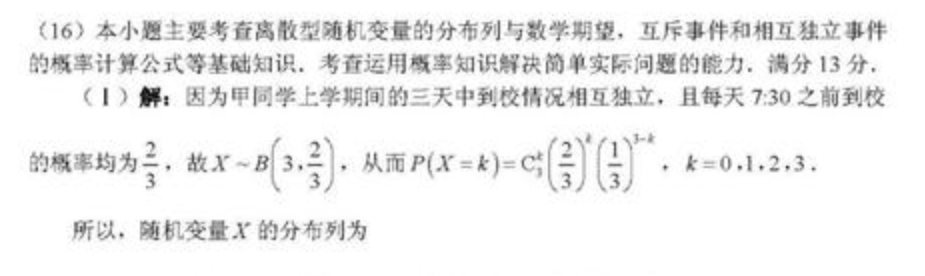 （16）本小题主要考查离散型随机变量的分布列与数学期望，互斥事件和相互独立事件
的概率计算公式等基础知识．考查运用概率知识解决简单实际问题的能力．满分 13 分．
（Ⅰ）解：因为甲同学上学期间的三天中到校情况相互独立，且每天 7:30 之前到校
的概率均为 2/3，故 X ~ B(3, 2/3)，从而 P(X = k) = C₃ᵏ (2/3)ᵏ (1/3)³⁻ᵏ，k = 0,1,2,3．
所以，随机变量 X 的分布列为